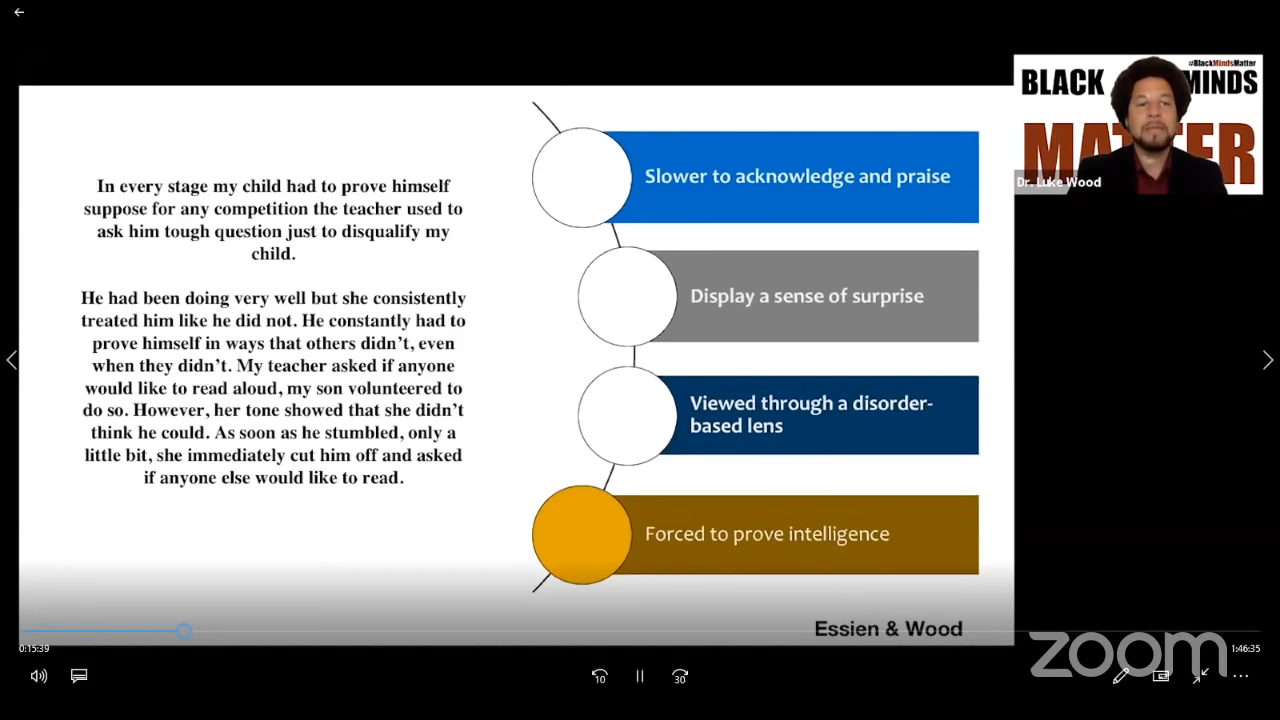 In every stage my child had to prove himself
suppose for any competition the teacher used to
ask him tough question just to disqualify my
child.
He had been doing very well but she consistently
treated him like he did not. He constantly had to
prove himself in ways that others didn’t, even
when they didn’t. My teacher asked if anyone
would like to read aloud, my son volunteered to
do so. However, her tone showed that she didn’t
think he could. As soon as he stumbled, only a
little bit, she immediately cut him off and asked
if anyone else would like to read.
Slower to acknowledge and praise
Display a sense of surprise
Viewed through a disorder-
based lens
Forced to prove intelligence
Essien & Wood
#BlackMindsMatter
BLACK MINDS
MATTER
Dr. Luke Wood
0:15:39
1:46:35
10
30
zoom